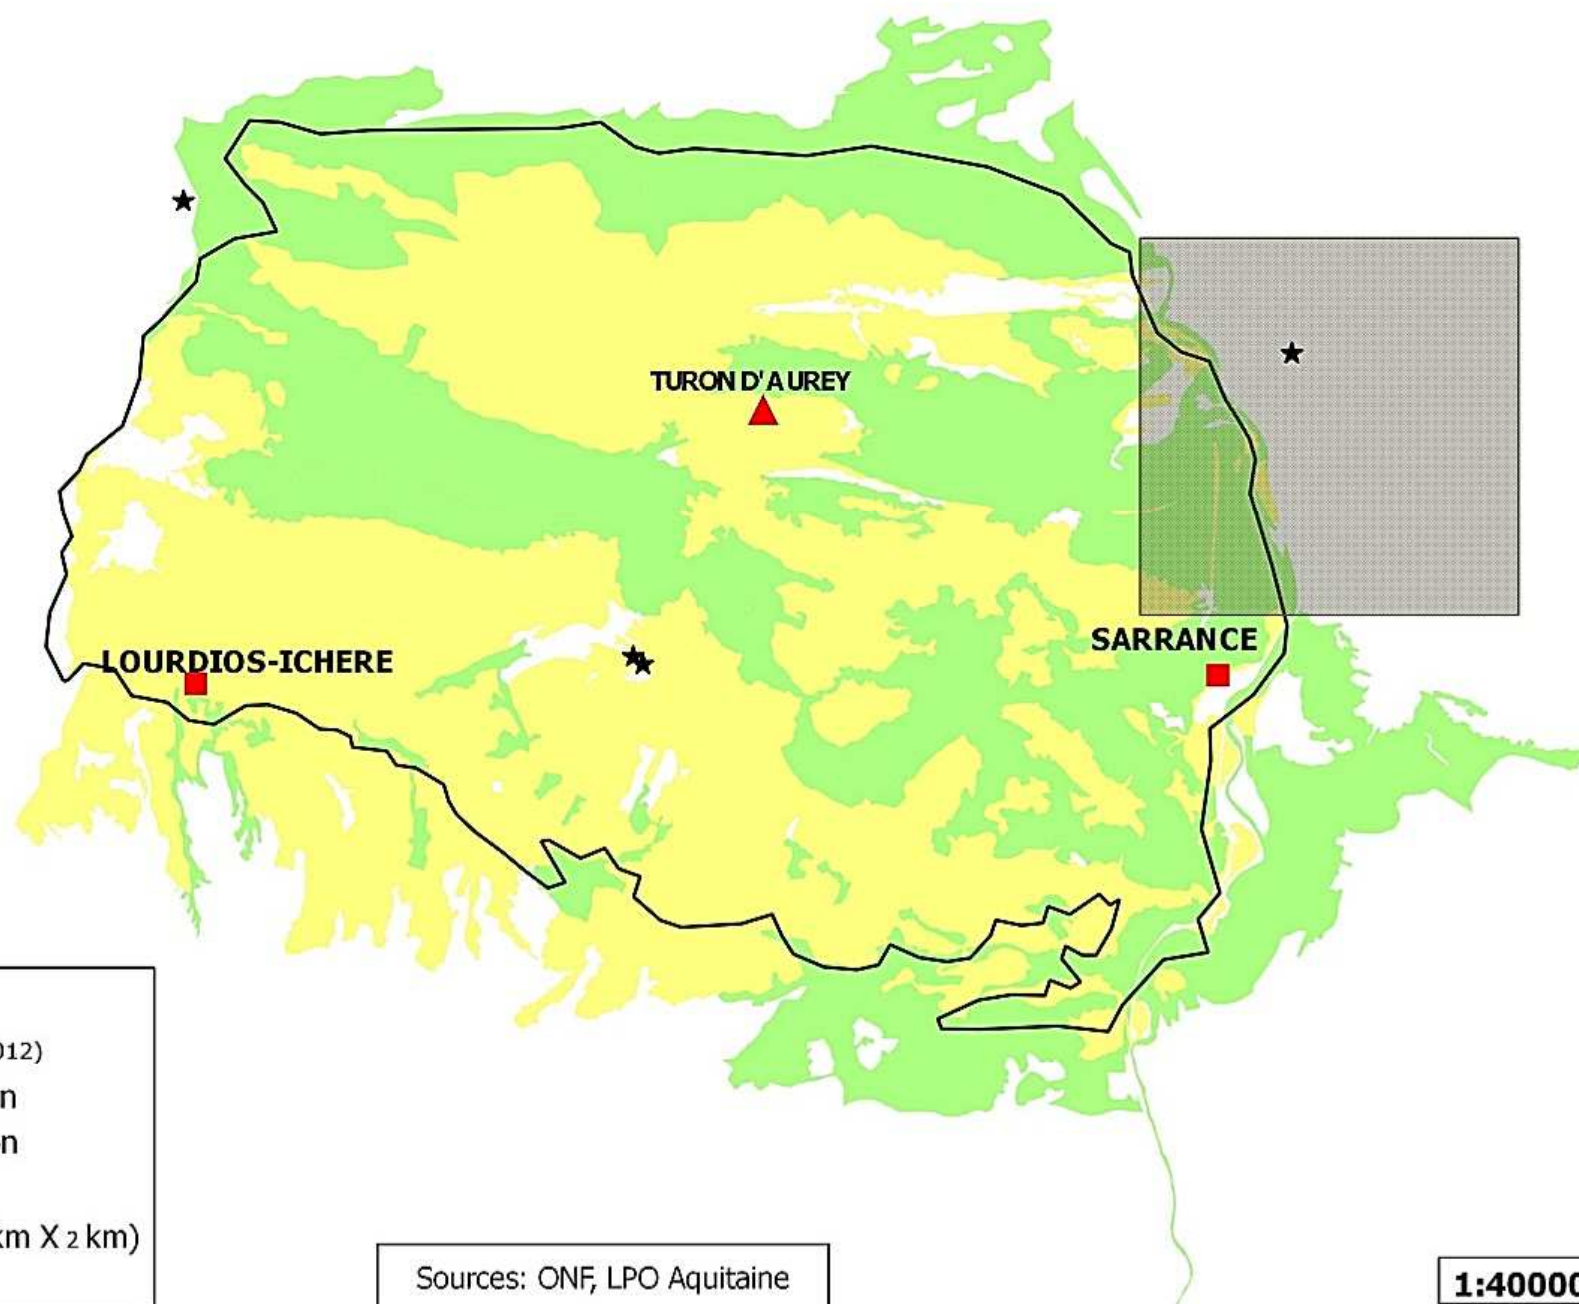 TURON D'AUREY
SARRANCE
LOURDIOS-ICHERE
012)
n
n
km X 2 km)
Sources: ONF, LPO Aquitaine
1:40000